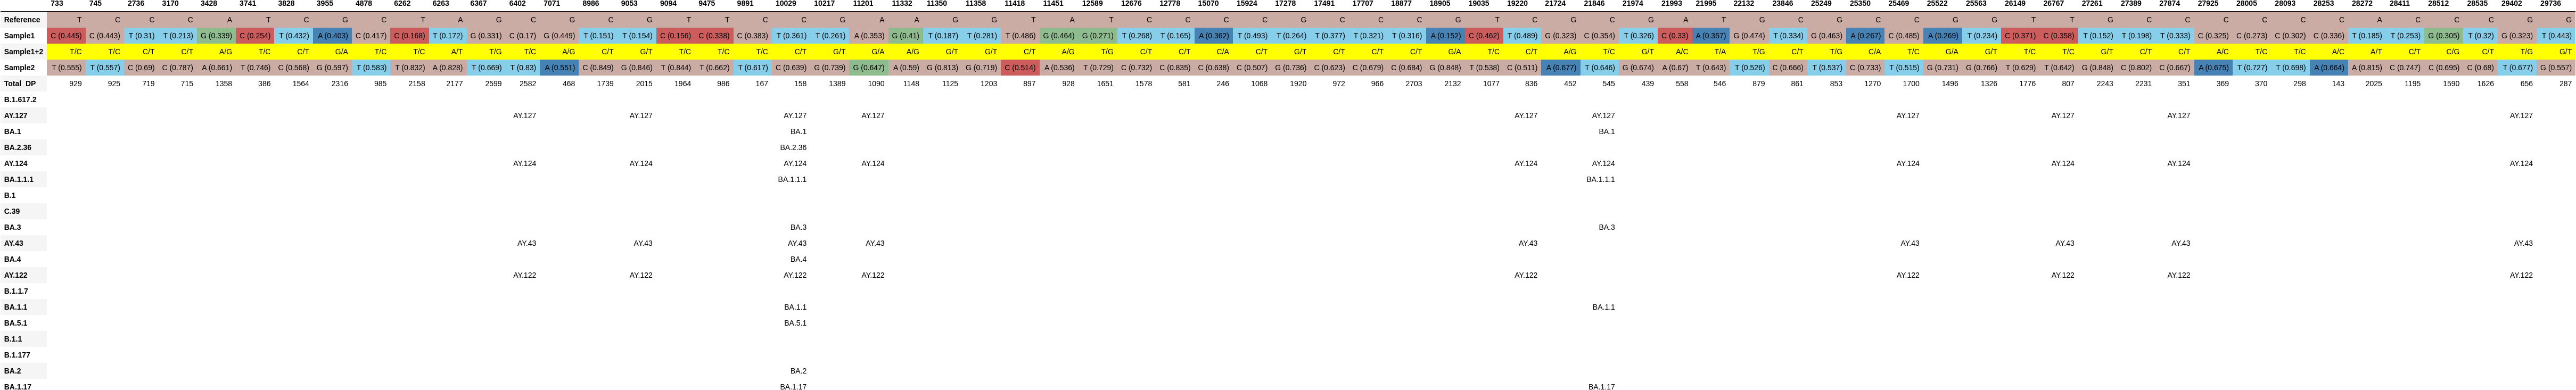 733 745 2736 3170 3428 3741 3828 3955 4878 6262 6263 6367 6402 7071 8986 9053 9094 9475 9891 10029 10217 11201 11332 11350 11358 11418 11451 12589 12676 12778 15070 15924 17278 17491 17707 18877 18905 19035 19220 21724 21846 21974 21993 21995 22132 23846 25249 25350 25469 25522 25563 26149 26767 27261 27389 27874 27925 28005 28093 28253 28272 28411 28512 28535 29402 29736
Reference T C C C A T C G C T A G C G C G T T C C G A A G G T A T C C C C G C C C G T C G C G A T G C G C C G G T T G C C C C C C A C C C G G
Sample1 C (0.445) C (0.443) T (0.31) T (0.213) G (0.339) C (0.254) T (0.432) A (0.403) C (0.417) C (0.168) T (0.172) G (0.331) C (0.17) G (0.449) T (0.151) T (0.154) C (0.156) C (0.338) C (0.383) T (0.361) T (0.261) A (0.353) G (0.41) T (0.187) T (0.281) T (0.486) G (0.464) G (0.271) T (0.268) T (0.165) A (0.362) T (0.493) T (0.264) T (0.377) T (0.321) T (0.316) A (0.152) C (0.462) T (0.489) G (0.323) C (0.354) T (0.326) C (0.33) A (0.357) G (0.474) T (0.334) G (0.463) A (0.267) C (0.485) A (0.269) T (0.234) C (0.371) C (0.358) T (0.152) T (0.198) T (0.333) C (0.325) C (0.273) C (0.302) C (0.336) T (0.185) T (0.253) G (0.305) T (0.32) G (0.323) T (0.443)
Sample1+2 T/C T/C C/T C/T A/G T/C C/T G/A T/C T/C A/T T/G T/C A/G C/T G/T T/C T/C T/C C/T G/T G/A A/G G/T G/T C/T A/G T/G C/T C/T C/A C/T G/T C/T C/T C/T G/A T/C C/T A/G T/C G/T A/C T/A T/G C/T T/G C/A T/C G/A G/T T/C T/C G/T C/T C/T A/C T/C T/C A/C A/T C/T C/G C/T T/G G/T
Sample2 T (0.555) T (0.557) C (0.69) C (0.787) A (0.661) T (0.746) C (0.568) G (0.597) T (0.583) T (0.832) A (0.828) T (0.669) T (0.83) A (0.551) C (0.849) G (0.846) T (0.844) T (0.662) T (0.617) C (0.639) G (0.739) G (0.647) A (0.59) G (0.813) G (0.719) C (0.514) A (0.536) T (0.729) C (0.732) C (0.835) C (0.638) C (0.507) G (0.736) C (0.623) C (0.679) C (0.684) G (0.848) T (0.538) C (0.511) A (0.677) T (0.646) G (0.674) A (0.67) T (0.643) T (0.526) C (0.666) T (0.537) C (0.733) T (0.515) G (0.731) G (0.766) T (0.629) T (0.642) G (0.848) C (0.802) C (0.667) A (0.675) T (0.727) T (0.698) A (0.664) A (0.815) C (0.747) C (0.695) C (0.68) T (0.677) G (0.557)
Total_DP 929 925 719 715 1358 386 1564 2316 985 2158 2177 2599 2582 468 1739 2015 1964 986 167 158 1389 1090 1148 1125 1203 897 928 1651 1578 581 246 1068 1920 972 966 2703 2132 1077 836 452 545 439 558 546 879 861 853 1270 1700 1496 1326 1776 807 2243 2231 351 369 370 298 143 2025 1195 1590 1626 656 287
B.1.617.2
AY.127 AY.127 AY.127 AY.127 AY.127 AY.127 AY.127 AY.127 AY.127 AY.127 AY.127
BA.1 BA.1 BA.1
BA.2.36 BA.2.36
AY.124 AY.124 AY.124 AY.124 AY.124 AY.124 AY.124 AY.124 AY.124 AY.124 AY.124
BA.1.1.1 BA.1.1.1 BA.1.1.1
B.1
C.39
BA.3 BA.3 BA.3
AY.43 AY.43 AY.43 AY.43 AY.43 AY.43 AY.43 AY.43 AY.43 AY.43
BA.4 BA.4
AY.122 AY.122 AY.122 AY.122 AY.122 AY.122 AY.122 AY.122 AY.122 AY.122
B.1.1.7
BA.1.1 BA.1.1 BA.1.1
BA.5.1 BA.5.1
B.1.1
B.1.177
BA.2 BA.2
BA.1.17 BA.1.17 BA.1.17